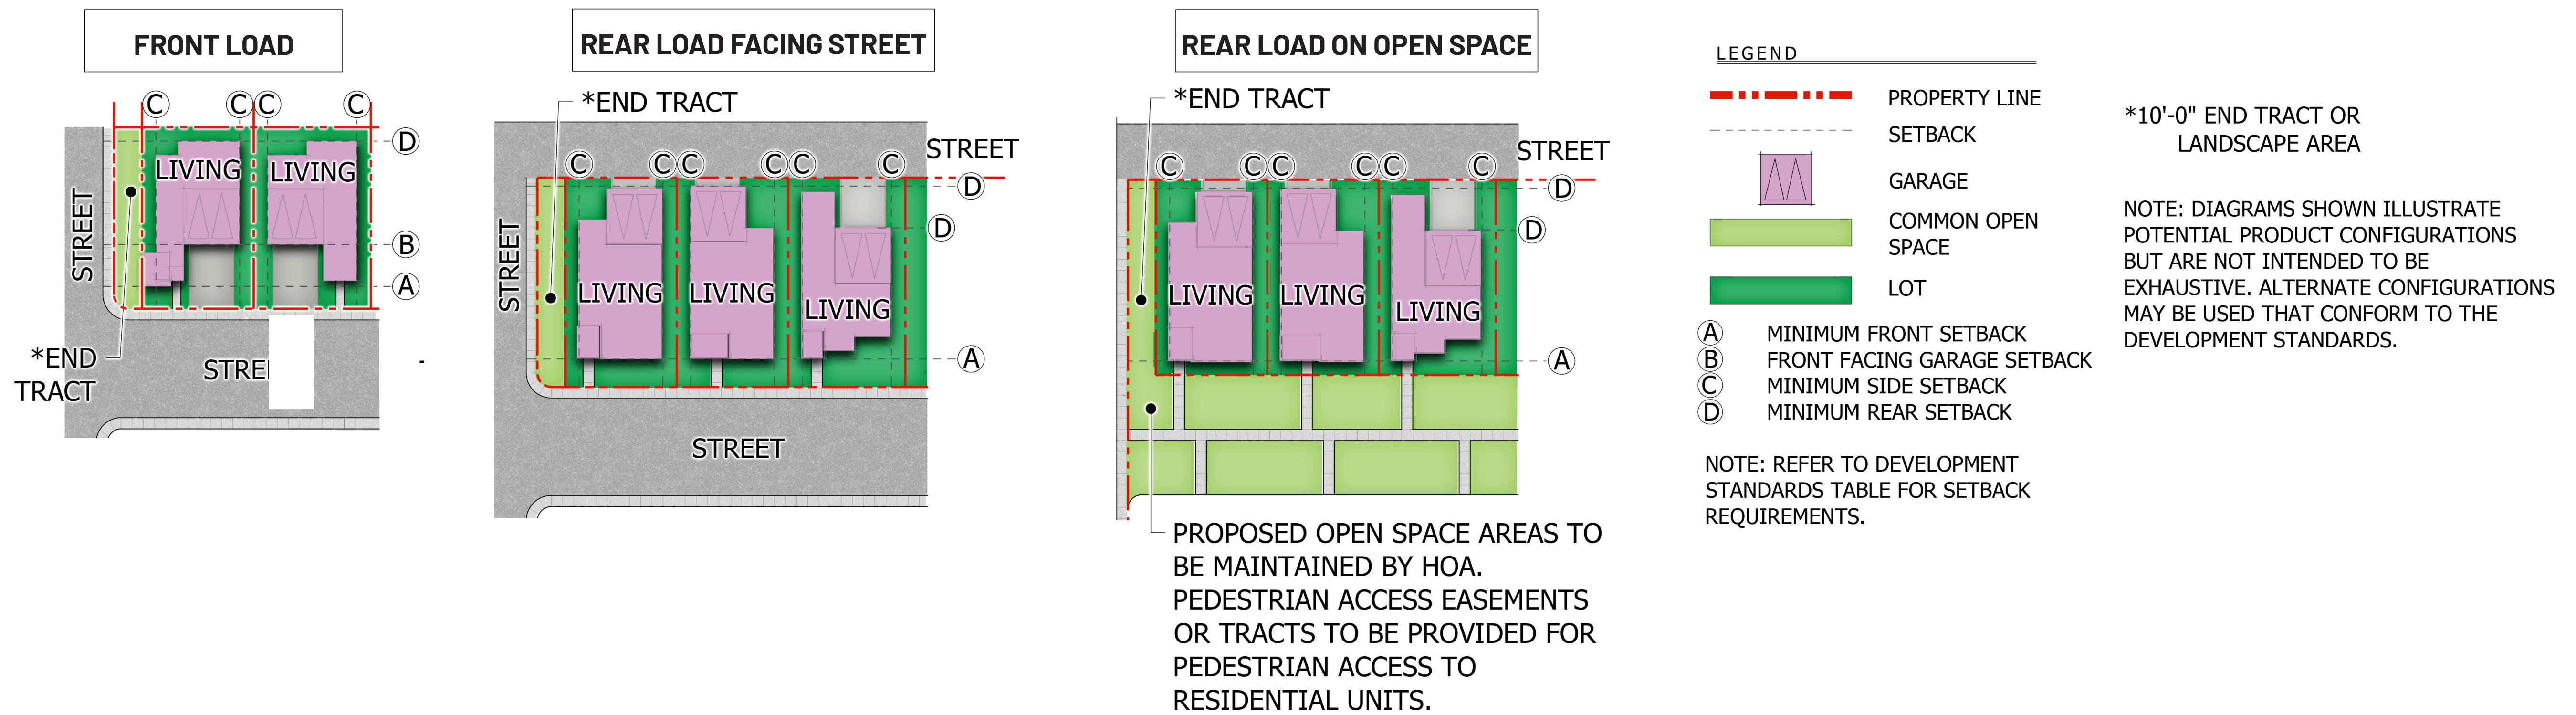 FRONT LOAD
C
C
C
C
D
LIVING
LIVING
STREET
B
A
*END
TRACT
STREE
-
REAR LOAD FACING STREET
*END TRACT
STREET
C
C
C
C
C
C
D
D
STREET
LIVING
LIVING
LIVING
A
STREET
REAR LOAD ON OPEN SPACE
*END TRACT
STREET
C
C
C
C
C
C
D
D
LIVING
LIVING
LIVING
A
PROPOSED OPEN SPACE AREAS TO
BE MAINTAINED BY HOA.
PEDESTRIAN ACCESS EASEMENTS
OR TRACTS TO BE PROVIDED FOR
PEDESTRIAN ACCESS TO
RESIDENTIAL UNITS.
LEGEND
PROPERTY LINE
SETBACK
GARAGE
COMMON OPEN
SPACE
LOT
A MINIMUM FRONT SETBACK
B FRONT FACING GARAGE SETBACK
C MINIMUM SIDE SETBACK
D MINIMUM REAR SETBACK
NOTE: REFER TO DEVELOPMENT
STANDARDS TABLE FOR SETBACK
REQUIREMENTS.
*10'-0" END TRACT OR
LANDSCAPE AREA
NOTE: DIAGRAMS SHOWN ILLUSTRATE
POTENTIAL PRODUCT CONFIGURATIONS
BUT ARE NOT INTENDED TO BE
EXHAUSTIVE. ALTERNATE CONFIGURATIONS
MAY BE USED THAT CONFORM TO THE
DEVELOPMENT STANDARDS.